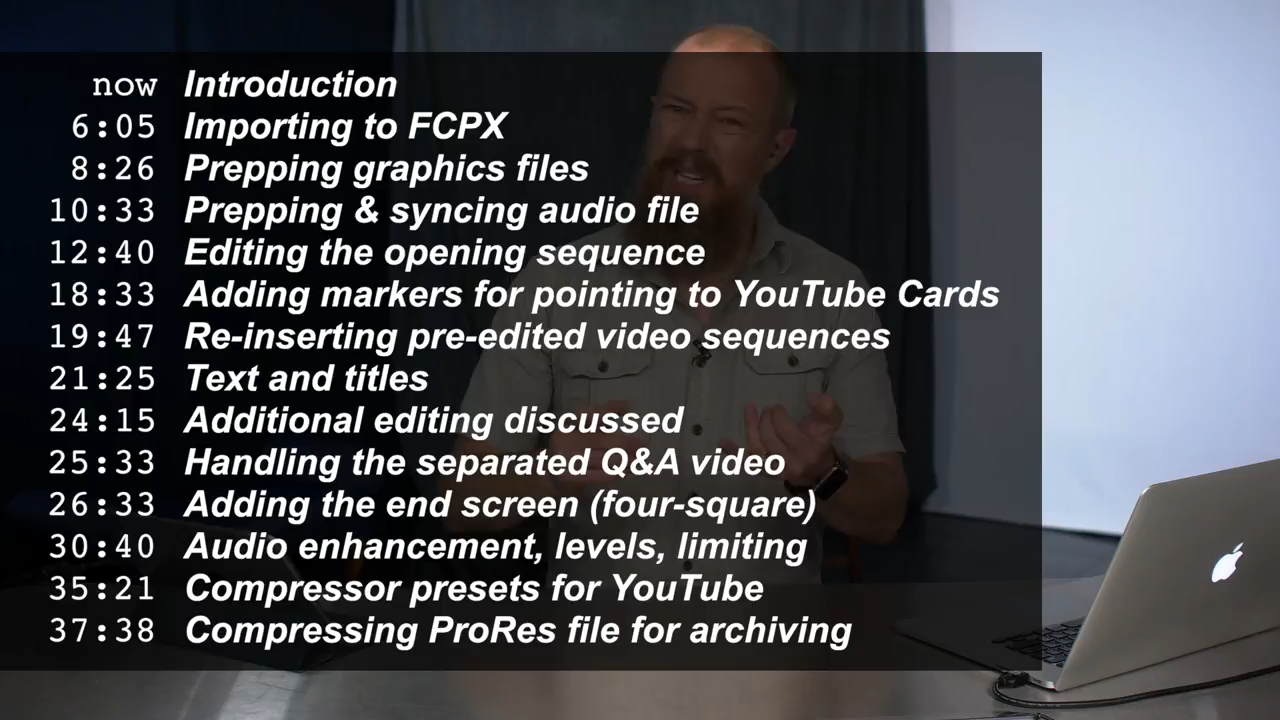 now Introduction
6:05 Importing to FCPX
8:26 Prepping graphics files
10:33 Prepping & syncing audio file
12:40 Editing the opening sequence
18:33 Adding markers for pointing to YouTube Cards
19:47 Re-inserting pre-edited video sequences
21:25 Text and titles
24:15 Additional editing discussed
25:33 Handling the separated Q&A video
26:33 Adding the end screen (four-square)
30:40 Audio enhancement, levels, limiting
35:21 Compressor presets for YouTube
37:38 Compressing ProRes file for archiving